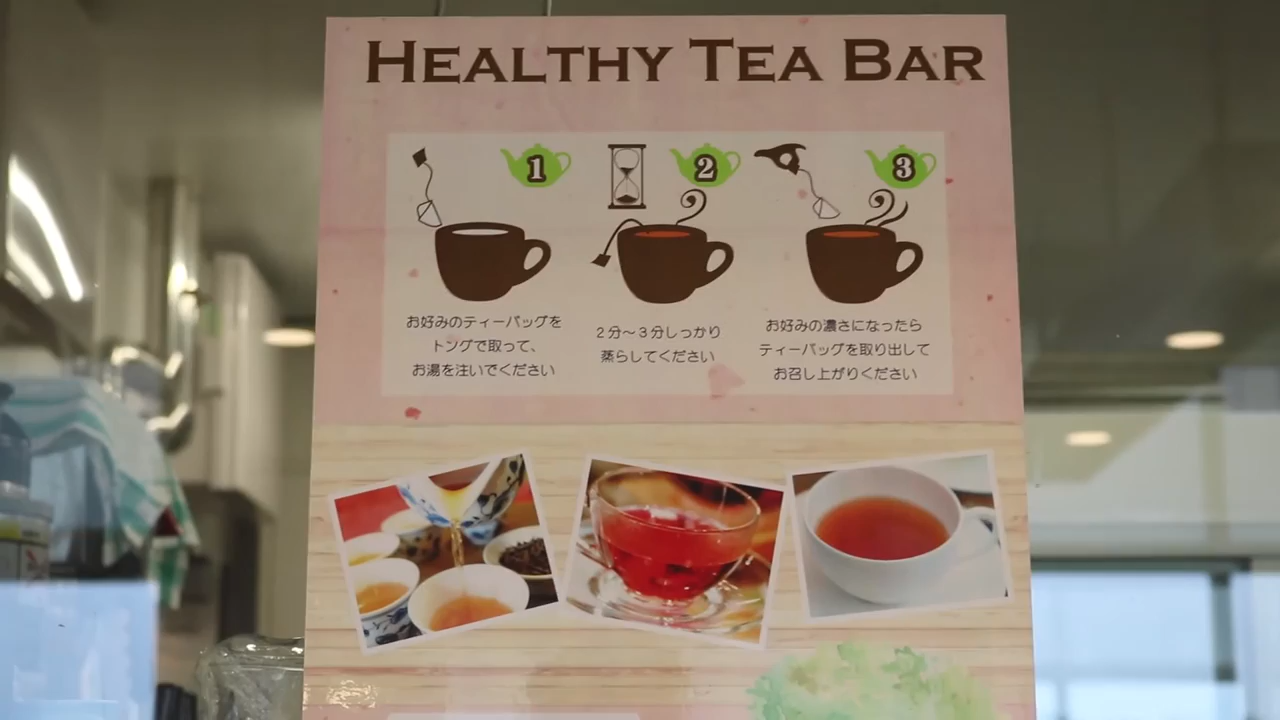 HEALTHY TEA BAR
1
2
3
お好みのティーバッグを
トングで取って、
お湯を注いでください
2分〜3分しっかり
蒸らしてください
お好みの濃さになったら
ティーバッグを取り出して
お召し上がりください